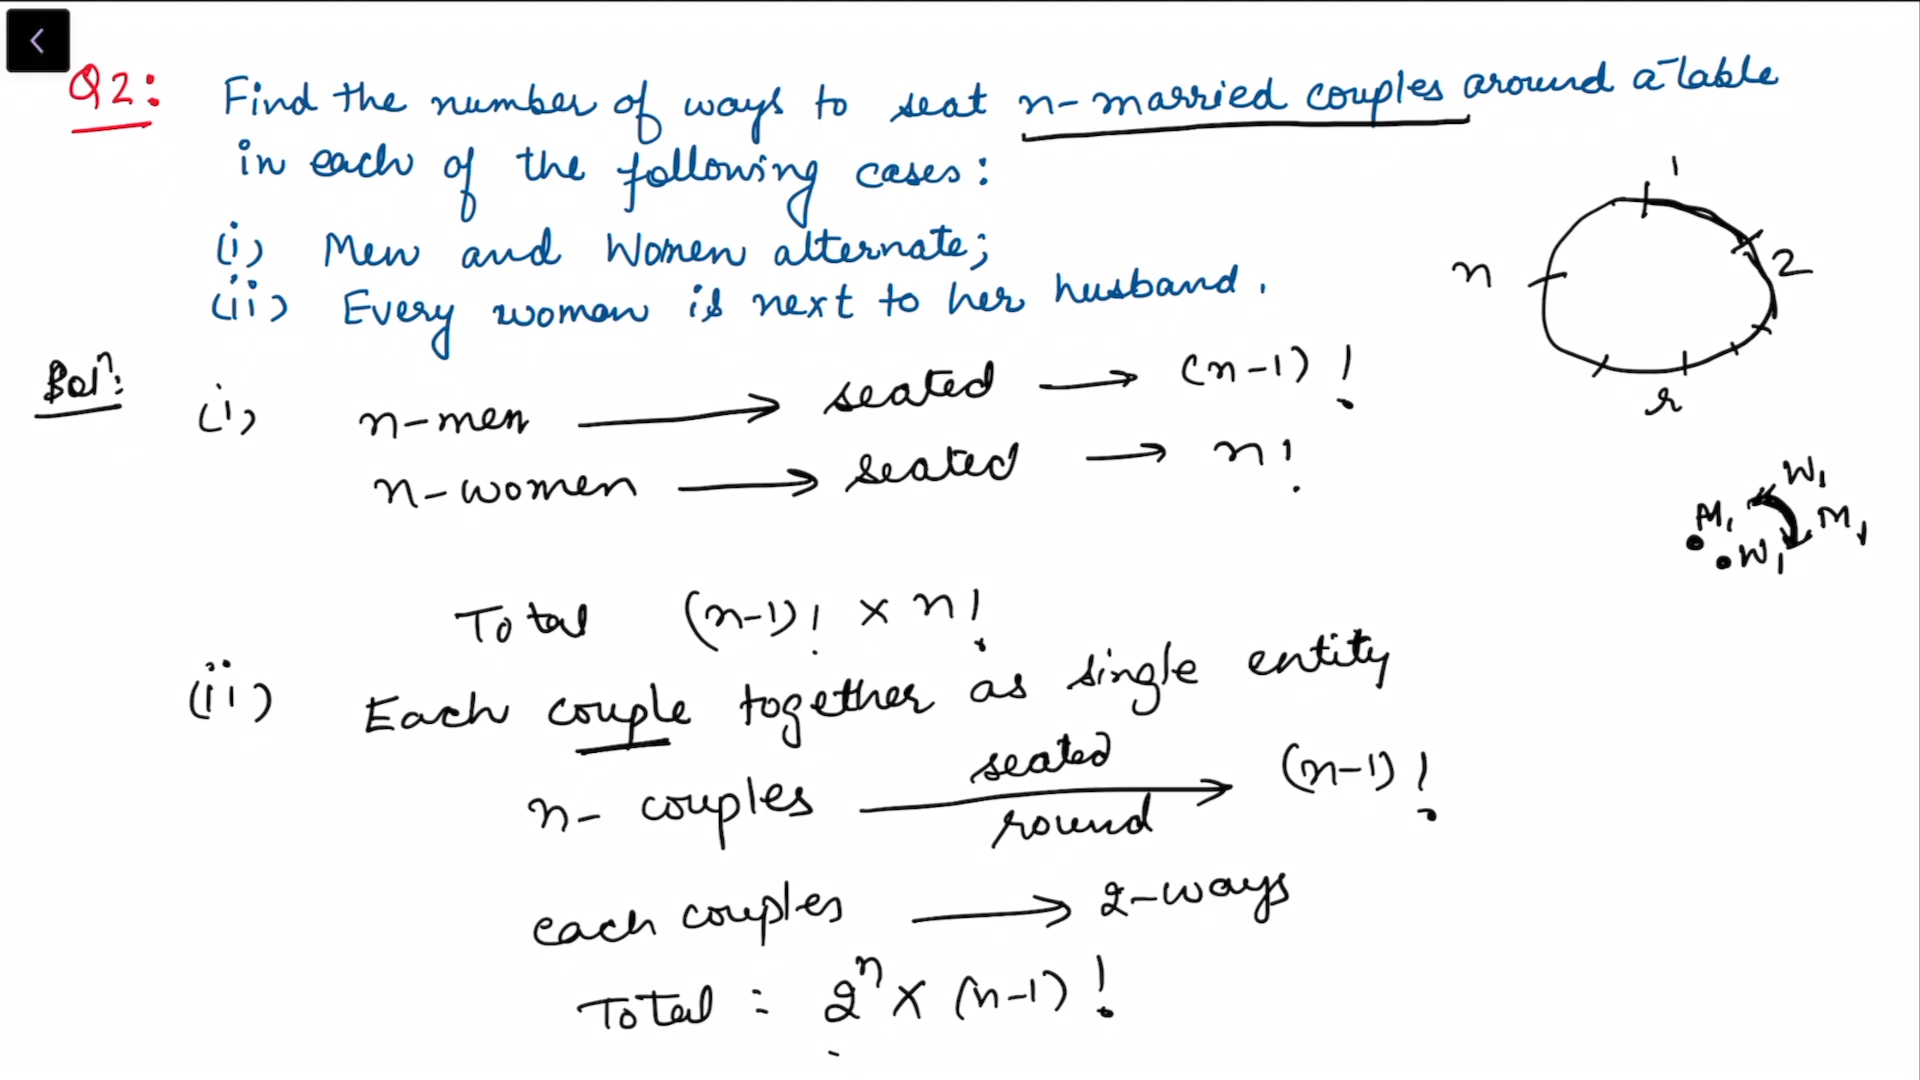 Q2: Find the number of ways to seat n-married couples around a table
in each of the following cases:
(i) Men and Women alternate;
(ii) Every woman is next to her husband.
Solⁿ:
(i) n-men → seated → (n-1)!
n-women → seated → n!
Total (n-1)! × n!
(ii) Each couple together as single entity
n- couples → seated round (n-1)!
each couples → 2-ways
Total = 2ⁿ × (n-1)!
1
2
n
r
W₁
M₁ M₁
W₁